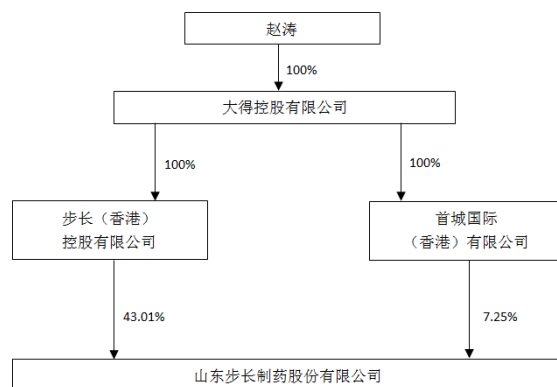 赵涛
100%
大得控股有限公司
100%
100%
步长（香港）
控股有限公司
首城国际
（香港）有限公司
43.01%
7.25%
山东步长制药股份有限公司